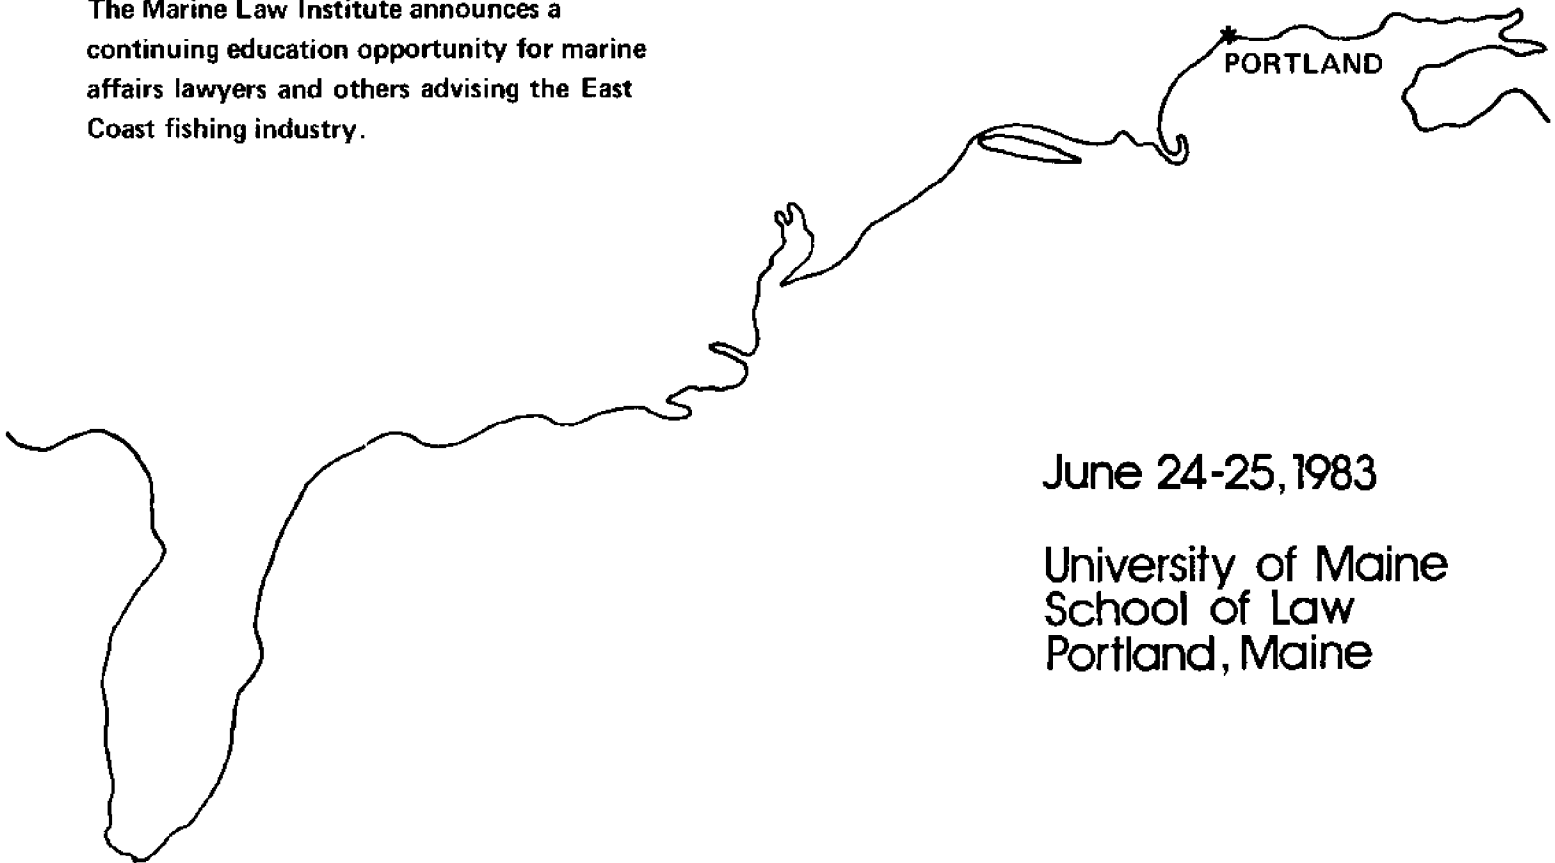 The Marine Law Institute announces a
continuing education opportunity for marine
affairs lawyers and others advising the East
Coast fishing industry.
*
PORTLAND
June 24-25, 1983
University of Maine
School of Law
Portland, Maine